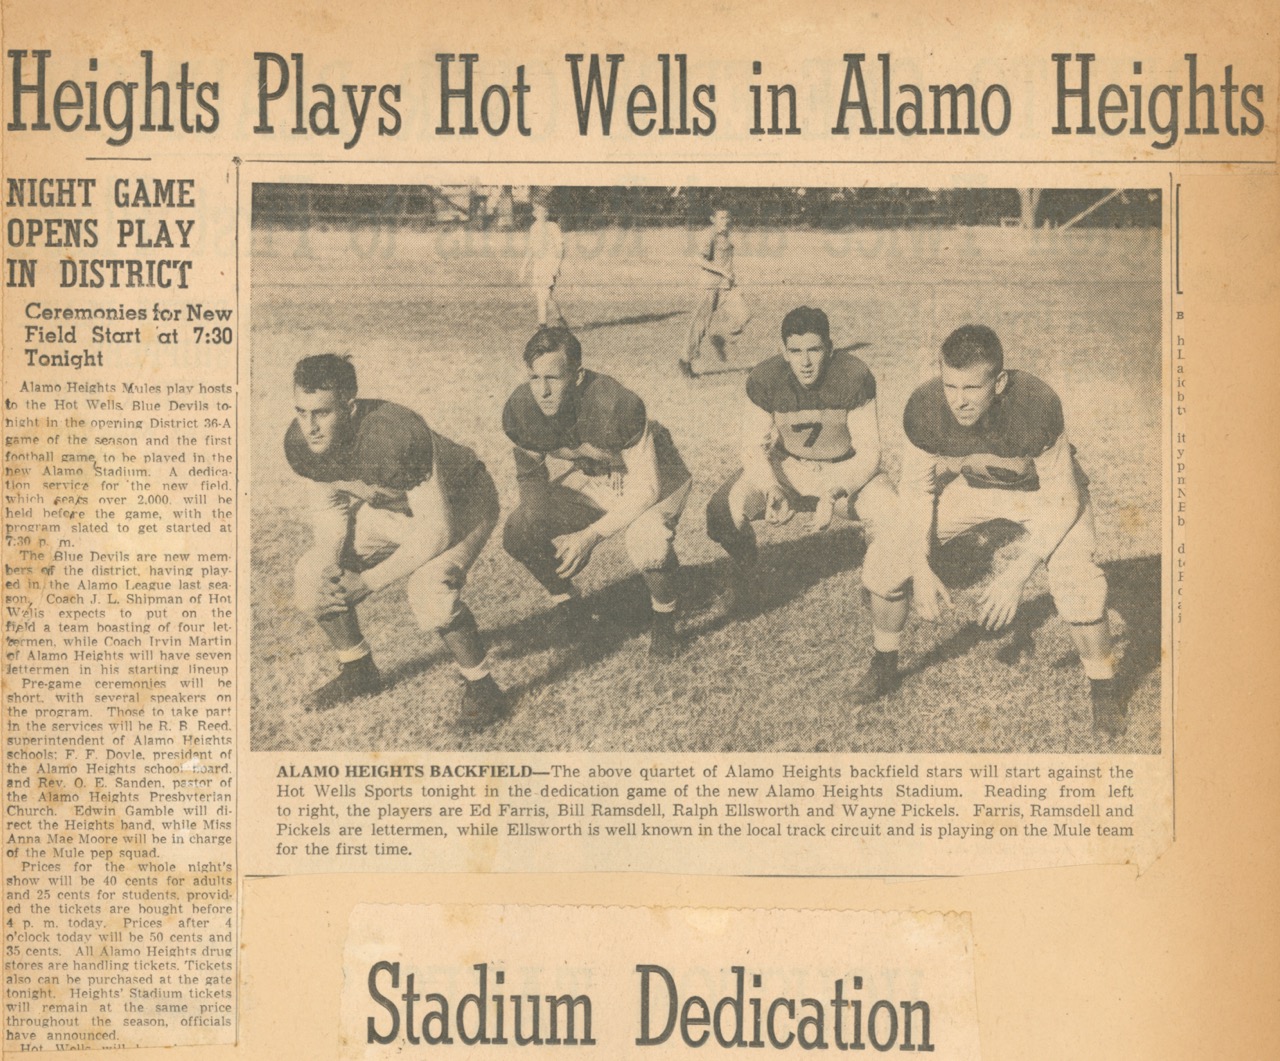 Heights Plays Hot Wells in Alamo Heights
NIGHT GAME
OPENS PLAY
IN DISTRICT
Ceremonies for New
Field Start at 7:30
Tonight
Alamo Heights Mules play hosts
to the Hot Wells Blue Devils to-
night in the opening District 36-A
game of the season and the first
football game to be played in the
new Alamo Stadium. A dedica-
tion service for the new field,
which seats over 2,000, will be
held before the game, with the
program slated to get started at
7:30 p. m.
The Blue Devils are new mem-
bers of the district, having play-
ed in the Alamo League last sea-
son. Coach J. L. Shipman of Hot
Wells expects to put on the
field a team boasting of four let-
termen, while Coach Irvin Martin
of Alamo Heights will have seven
lettermen in his starting lineup
Pre-game ceremonies will be
short, with several speakers on
the program. Those to take part
in the services will be R. B. Reed,
superintendent of Alamo Heights
schools; F. F. Doyle, president of
the Alamo Heights school board,
and Rev. O. E. Sanden, pastor of
the Alamo Heights Presbyterian
Church. Edwin Gamble will di-
rect the Heights band, while Miss
Anna Mae Moore will be in charge
of the Mule pep squad.
Prices for the whole night's
show will be 40 cents for adults
and 25 cents for students, provid-
ed the tickets are bought before
4 p. m. today. Prices after 4
o'clock today will be 50 cents and
35 cents. All Alamo Heights drug
stores are handling tickets. Tickets
also can be purchased at the gate
tonight. Heights' Stadium tickets
will remain at the same price
throughout the season, officials
have announced.
Hot Wells will
7
ALAMO HEIGHTS BACKFIELD—The above quartet of Alamo Heights backfield stars will start against the
Hot Wells Sports tonight in the dedication game of the new Alamo Heights Stadium. Reading from left
to right, the players are Ed Farris, Bill Ramsdell, Ralph Ellsworth and Wayne Pickels. Farris, Ramsdell and
Pickels are lettermen, while Ellsworth is well known in the local track circuit and is playing on the Mule team
for the first time.
Stadium Dedication